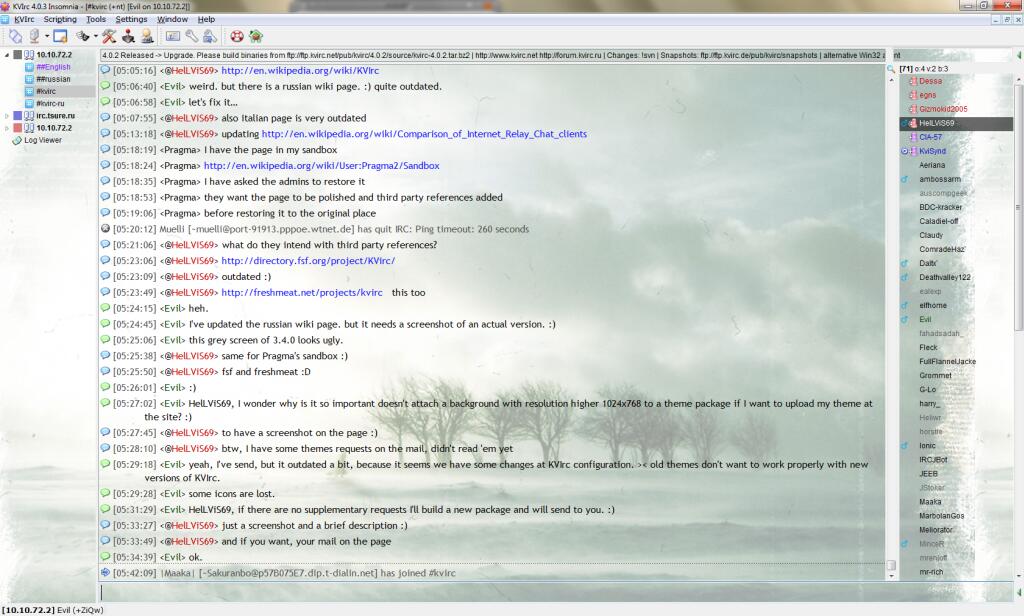 KVIrc 4.0.3 Insomnia - [#kvirc (+nt) [Evil on 10.10.72.2]]
KVIrc Scripting Tools Settings Window Help
4.0.2 Released -> Upgrade. Please build binaries from ftp://ftp.kvirc.net/pub/kvirc/4.0.2/source/kvirc-4.0.2.tar.bz2 | http://www.kvirc.net http://forum.kvirc.ru | Changes: !svn | Snapshots: ftp://ftp.kvirc.de/pub/kvirc/snapshots | alternative Win32
nt
10.10.72.2
##English
##russian
#kvirc
#kvirc-ru
irc.tsure.ru
10.10.72.2
Log Viewer
[05:05:16] <@HelLViS69> http://en.wikipedia.org/wiki/KVIrc
[05:06:40] <Evil> weird. but there is a russian wiki page. :) quite outdated.
[05:06:58] <Evil> let's fix it...
[05:07:55] <@HelLViS69> also italian page is very outdated
[05:13:18] <@HelLViS69> updating http://en.wikipedia.org/wiki/Comparison_of_Internet_Relay_Chat_clients
[05:18:19] <Pragma> I have the page in my sandbox
[05:18:24] <Pragma> http://en.wikipedia.org/wiki/User:Pragma2/Sandbox
[05:18:35] <Pragma> I have asked the admins to restore it
[05:18:53] <Pragma> they want the page to be polished and third party references added
[05:19:06] <Pragma> before restoring it to the original place
[05:20:12] Muelli [~muelli@port-91913.pppoe.wtnet.de] has quit IRC: Ping timeout: 260 seconds
[05:21:06] <@HelLViS69> what do they intend with third party references?
[05:23:06] <@HelLViS69> http://directory.fsf.org/project/KVIrc/
[05:23:09] <@HelLViS69> outdated :)
[05:23:49] <@HelLViS69> http://freshmeat.net/projects/kvirc this too
[05:24:15] <Evil> heh.
[05:24:45] <Evil> I've updated the russian wiki page. but it needs a screenshot of an actual version. :)
[05:25:06] <Evil> this grey screen of 3.4.0 looks ugly.
[05:25:38] <@HelLViS69> same for Pragma's sandbox :)
[05:25:50] <@HelLViS69> fsf and freshmeat :D
[05:26:01] <Evil> :)
[05:27:02] <Evil> HelLViS69, I wonder why is it so important doesn't attach a background with resolution higher 1024x768 to a theme package if I want to upload my theme at
the site? :)
[05:27:45] <@HelLViS69> to have a screenshot on the page :)
[05:28:10] <@HelLViS69> btw, i have some themes requests on the mail, didn't read 'em yet
[05:29:18] <Evil> yeah, I've send, but it outdated a bit, because it seems we have some changes at KVIrc configuration. >< old themes don't want to work properly with new
versions of KVIrc.
[05:29:28] <Evil> some icons are lost.
[05:31:29] <Evil> HelLViS69, if there are no supplementary requests I'll build a new package and will send to you. :)
[05:33:27] <@HelLViS69> just a screenshot and a brief description :)
[05:33:49] <@HelLViS69> and if you want, your mail on the page
[05:34:39] <Evil> ok.
[05:42:09] |Maaka| [~Sakuranbo@p57B075E7.dip.t-dialin.net] has joined #kvirc
[71] o:4 v:2 b:3
Dessa
egns
Gizmokid2005
HelLViS69
CIA-57
KviSynd
Aeriana
ambossarm
auscompgeek
BDC-kracker
Caladiel-off
Claudy
ComradeHaz`
Daltx`
Deathvalley122
ealexp
elfhome
Evil
fahadsadah_
Fleck
FullFlannelJacke
Grommet
G-Lo
harry_
Heliwr
horstle
Ionic
IRCJBot
JEEB
JStoker
Maaka
MarbolanGos
Meliorator
MinceR
mrenjoff
mr-rich
[10.10.72.2] Evil (+ZiQw)